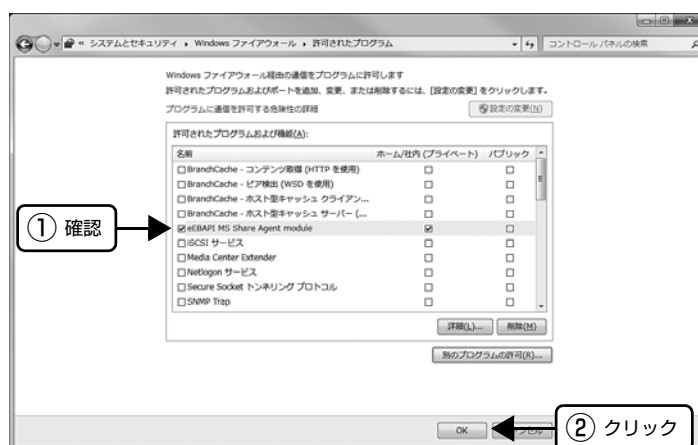 « システムとセキュリティ ▸ Windows ファイアウォール ▸ 許可されたプログラム
コントロール パネルの検索
Windows ファイアウォール経由の通信をプログラムに許可します
許可されたプログラムおよびポートを追加、変更、または削除するには、[設定の変更] をクリックします。
プログラムに通信を許可する危険性の詳細
設定の変更(N)
許可されたプログラムおよび機能(A):
名前 ホーム/社内 (プライベート) パブリック
BranchCache - コンテンツ取得 (HTTP を使用)
BranchCache - ピア検出 (WSD を使用)
BranchCache - ホスト型キャッシュ クライアン...
BranchCache - ホスト型キャッシュ サーバー (...
① 確認
eEBAPI MS Share Agent module
iSCSI サービス
Media Center Extender
Netlogon サービス
Secure Socket トンネリング プロトコル
SNMP Trap
詳細(L)... 削除(M)
別のプログラムの許可(R)...
OK
② クリック